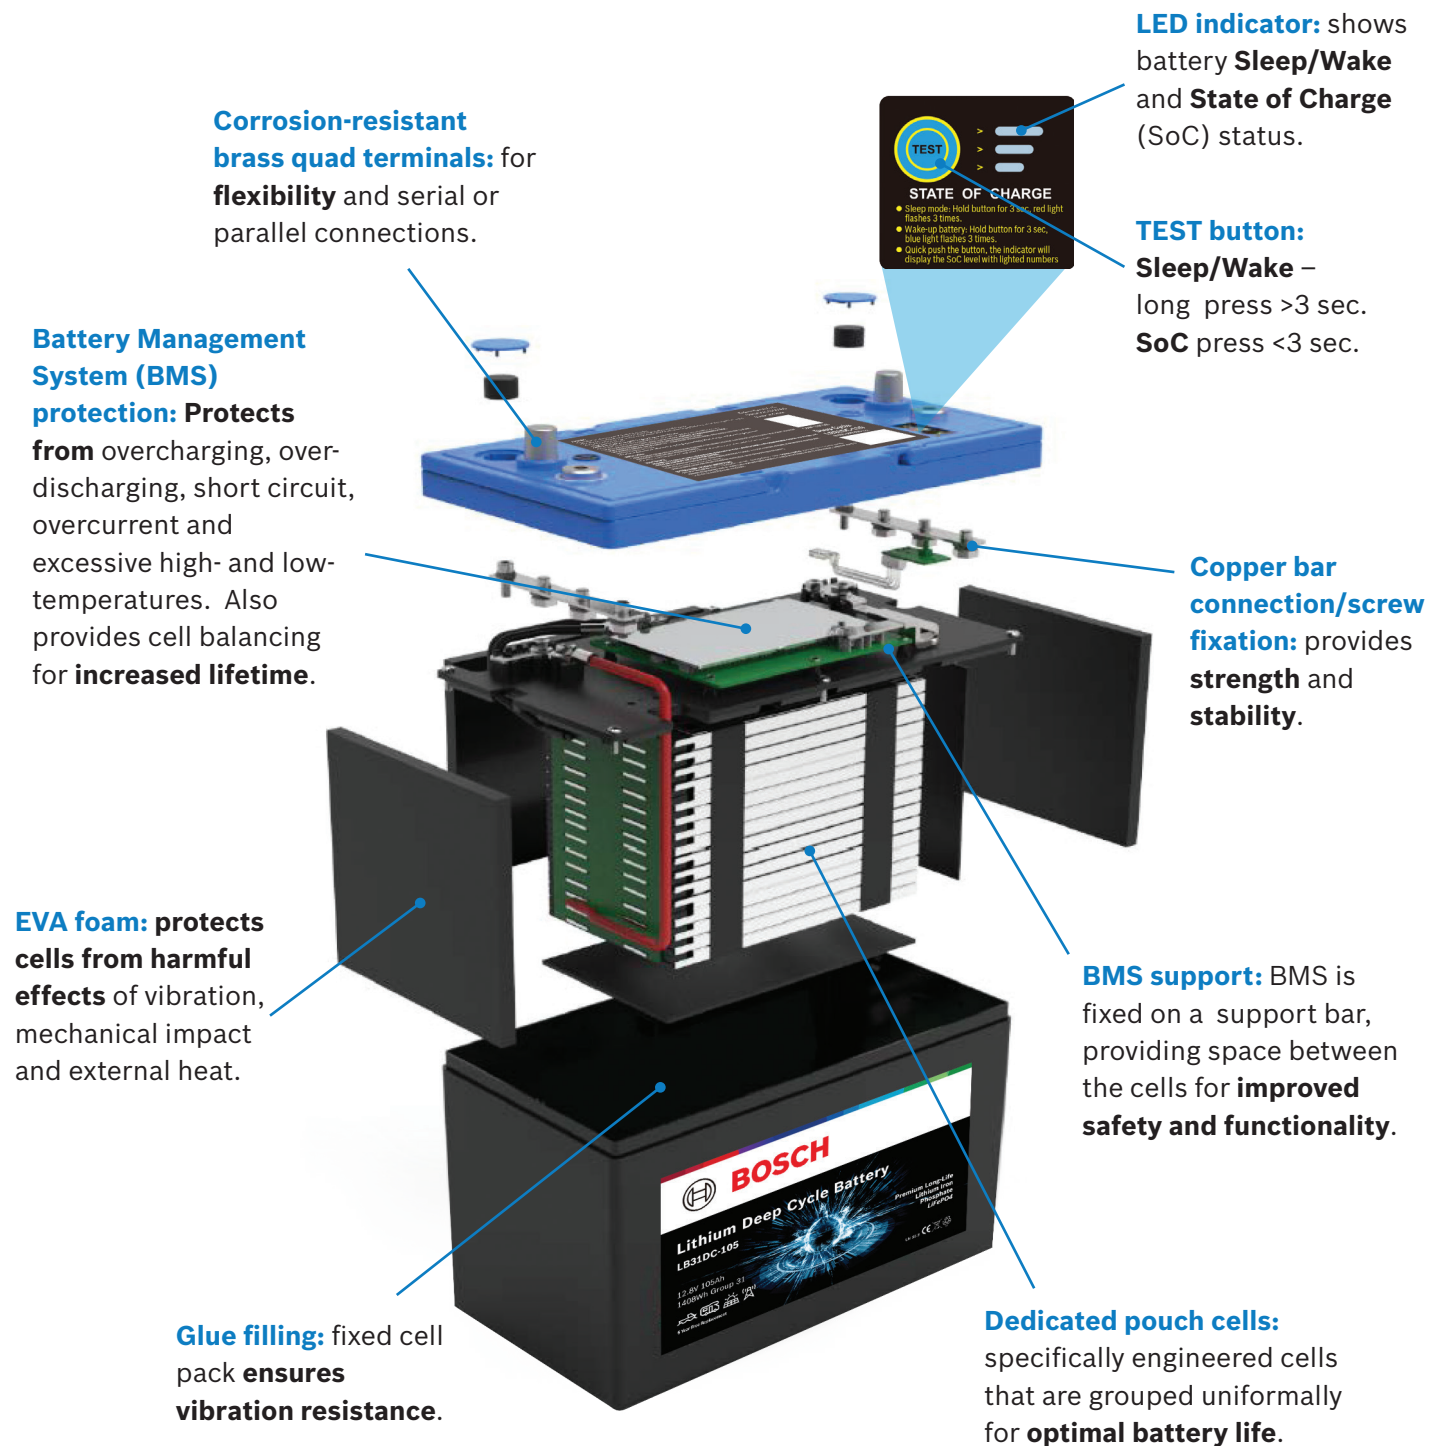 LED indicator: shows
battery Sleep/Wake
and State of Charge
(SoC) status.
Corrosion-resistant
brass quad terminals: for
flexibility and serial or
parallel connections.
TEST
>
>
>
STATE OF CHARGE
● Sleep mode: Hold button for 3 sec, red light
flashes 3 times.
● Wake-up battery: Hold button for 3 sec,
blue light flashes 3 times.
● Quick push the button, the indicator will
display the SoC level with lighted numbers
TEST button:
Sleep/Wake –
long press >3 sec.
SoC press <3 sec.
Battery Management
System (BMS)
protection: Protects
from overcharging, over-
discharging, short circuit,
overcurrent and
excessive high- and low-
temperatures. Also
provides cell balancing
for increased lifetime.
Copper bar
connection/screw
fixation: provides
strength and
stability.
EVA foam: protects
cells from harmful
effects of vibration,
mechanical impact
and external heat.
BMS support: BMS is
fixed on a support bar,
providing space between
the cells for improved
safety and functionality.
BOSCH
Lithium Deep Cycle Battery
LB31DC-105
Premium Long-Life
Lithium Iron
Phosphate
LiFePO4
12.8V 105Ah
1408Wh Group 31
CE
Glue filling: fixed cell
pack ensures
vibration resistance.
Dedicated pouch cells:
specifically engineered cells
that are grouped uniformally
for optimal battery life.